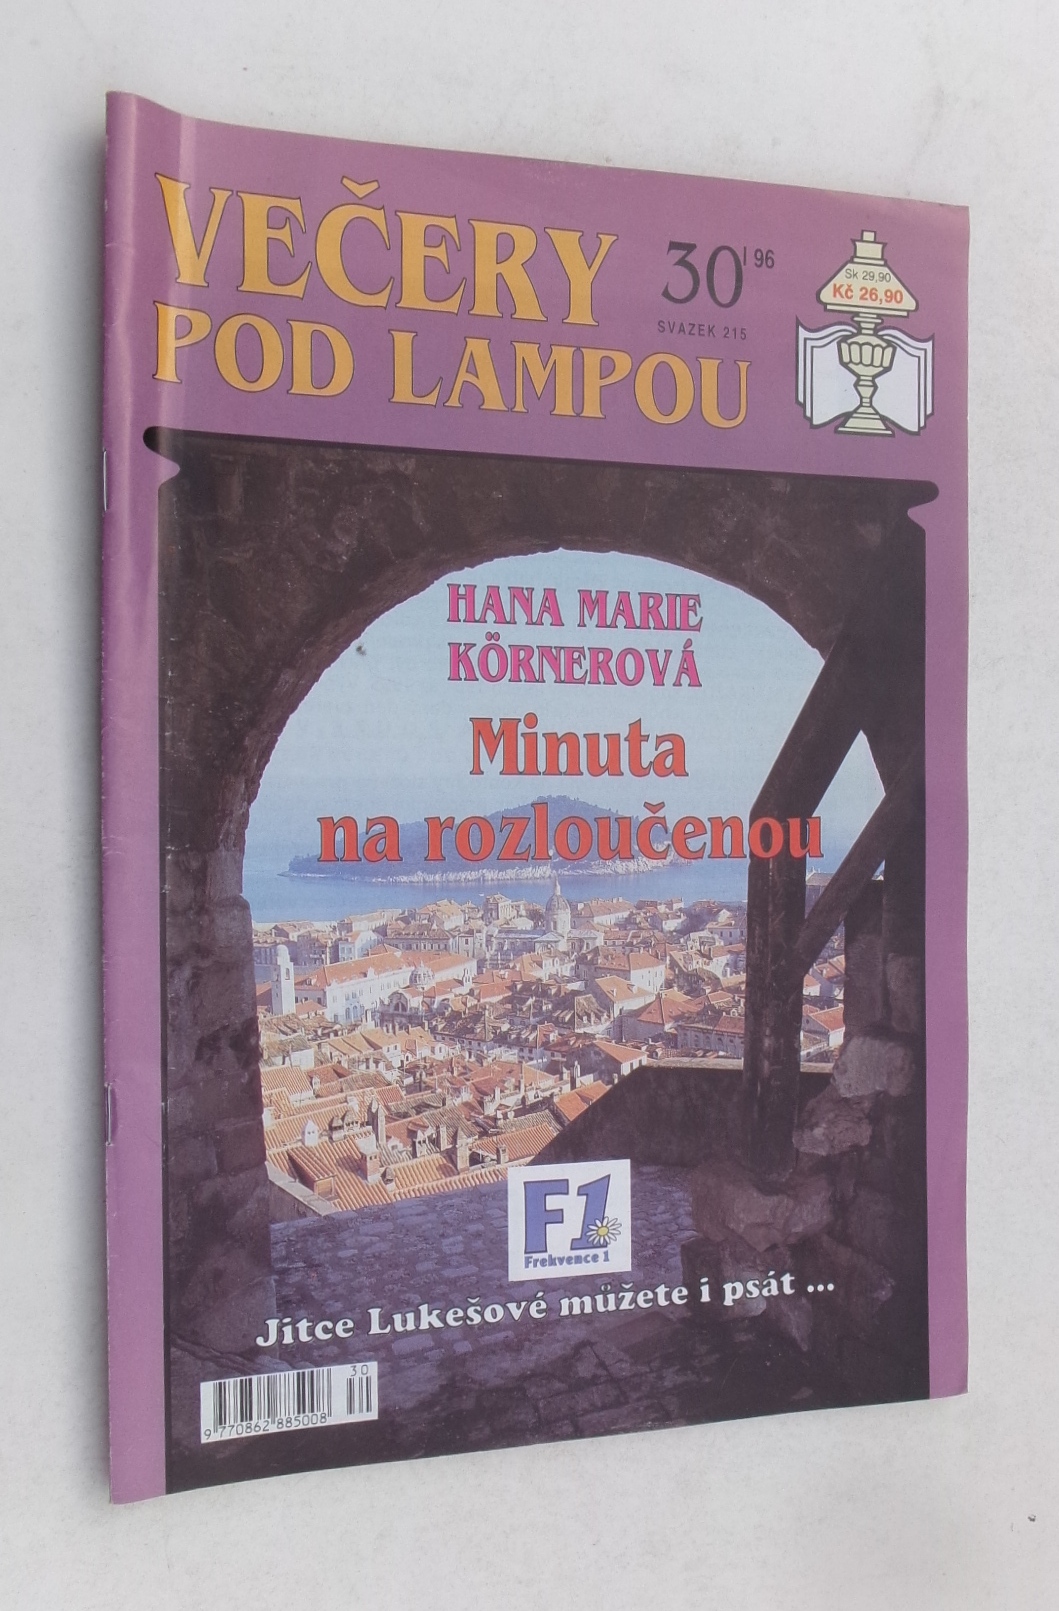 VEČERY
POD LAMPOU
30/96
SVAZEK 215
Sk 29,90
Kč 26,90
HANA MARIE
KÖRNEROVÁ
Minuta
na rozloučenou
F1
Frekvence 1
Jitce Lukešové můžete i psát ...
30
9 770862 885008